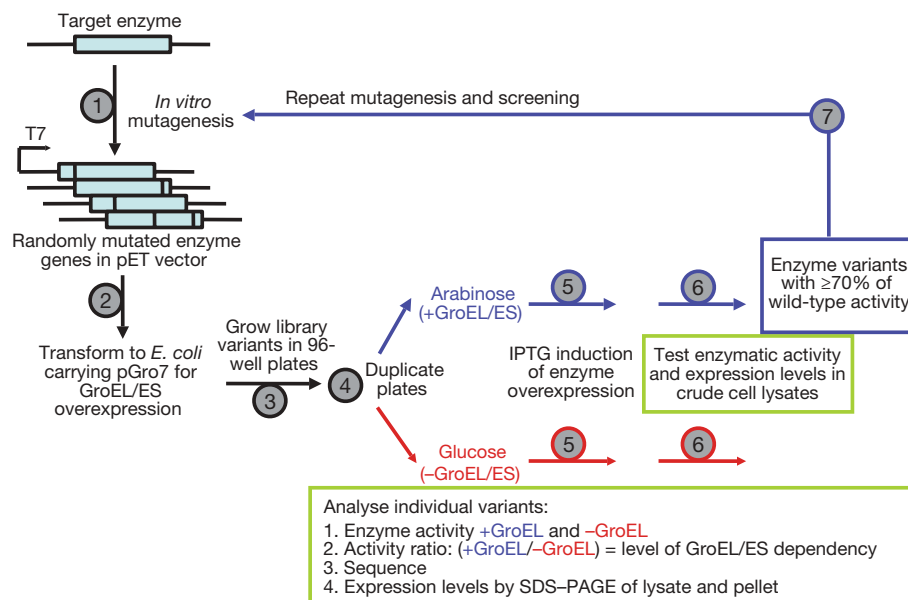 Target enzyme
1
In vitro
mutagenesis
Repeat mutagenesis and screening
7
T7
Randomly mutated enzyme
genes in pET vector
2
Transform to E. coli
carrying pGro7 for
GroEL/ES
overexpression
Grow library
variants in 96-
well plates
3
4
Duplicate
plates
Arabinose
(+GroEL/ES)
5
6
Enzyme variants
with ≥70% of
wild-type activity
IPTG induction
of enzyme
overexpression
Test enzymatic activity
and expression levels in
crude cell lysates
Glucose
(–GroEL/ES)
5
6
Analyse individual variants:
1. Enzyme activity +GroEL and –GroEL
2. Activity ratio: (+GroEL/–GroEL) = level of GroEL/ES dependency
3. Sequence
4. Expression levels by SDS–PAGE of lysate and pellet